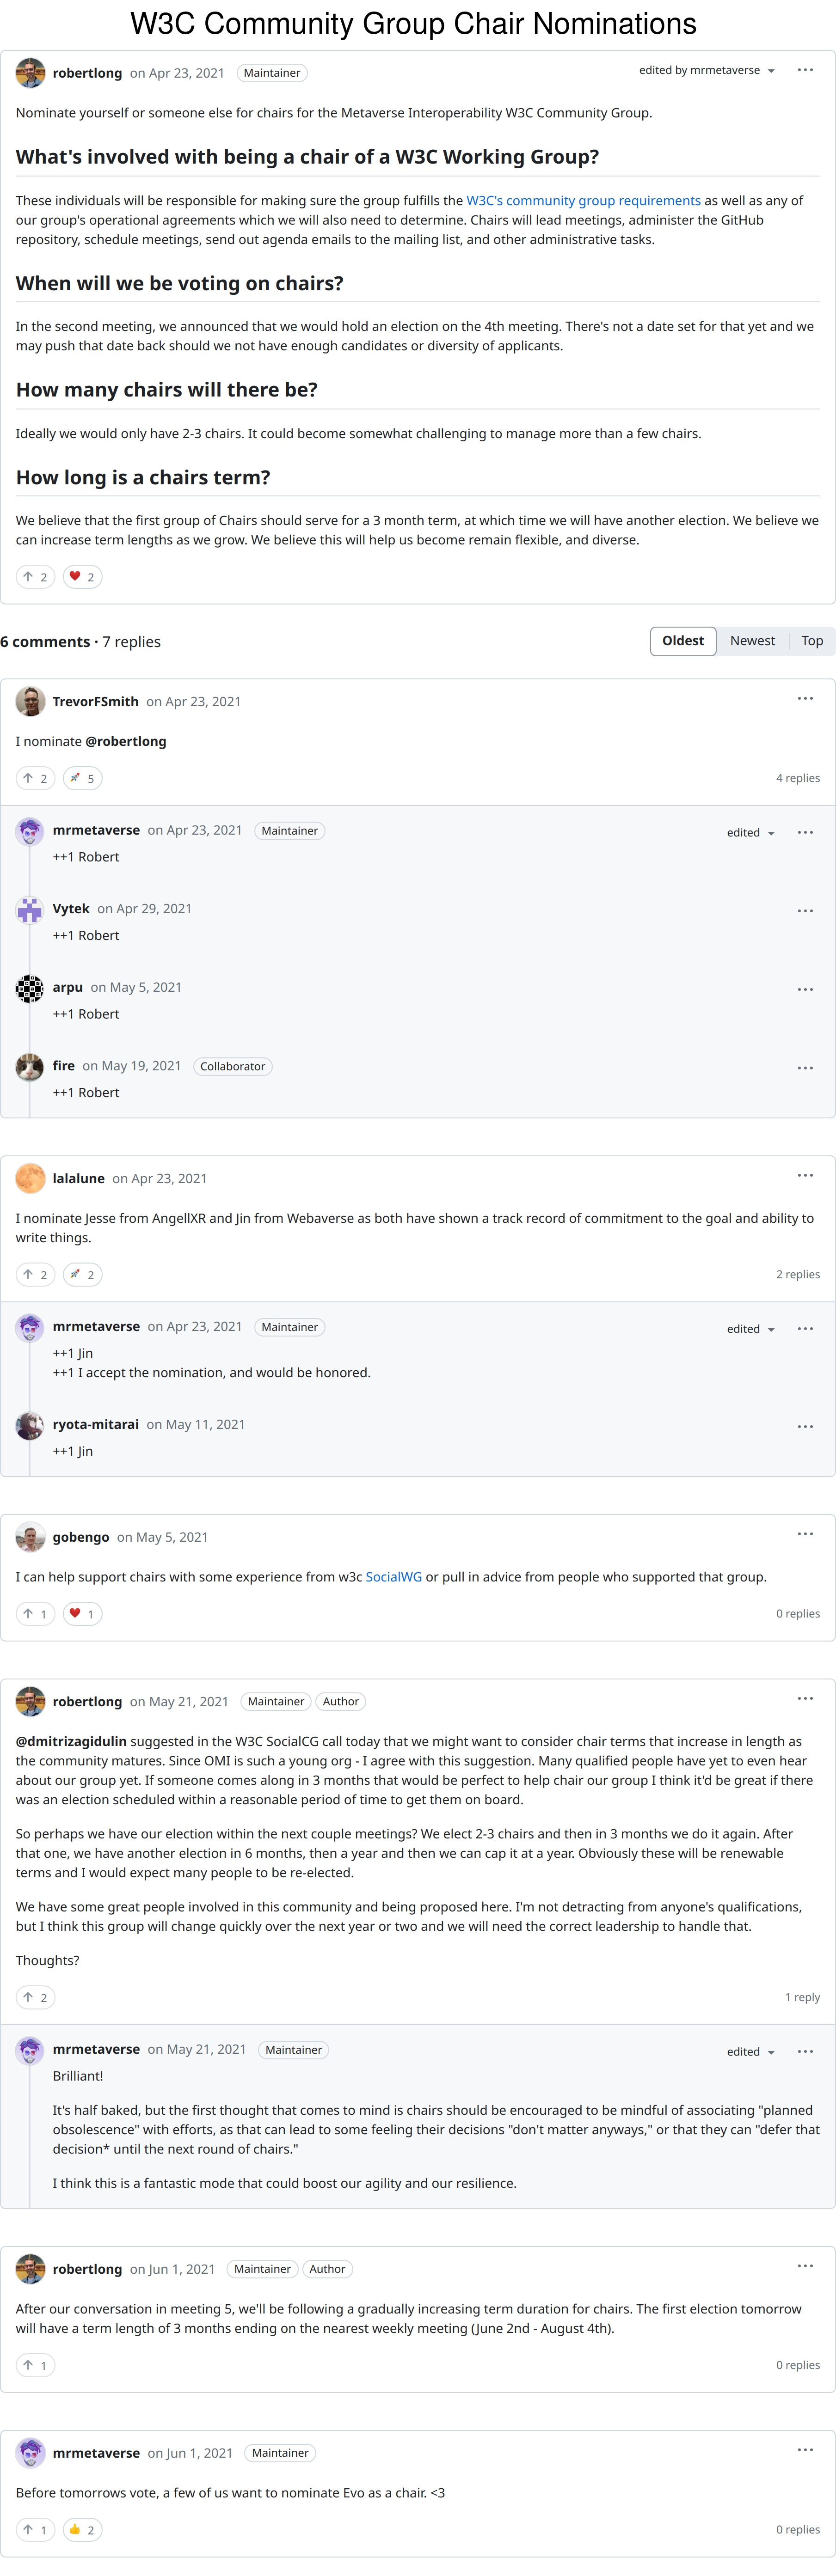 W3C Community Group Chair Nominations
robertlong on Apr 23, 2021 Maintainer edited by mrmetaverse
Nominate yourself or someone else for chairs for the Metaverse Interoperability W3C Community Group.
What's involved with being a chair of a W3C Working Group?
These individuals will be responsible for making sure the group fulfills the W3C's community group requirements as well as any of
our group's operational agreements which we will also need to determine. Chairs will lead meetings, administer the GitHub
repository, schedule meetings, send out agenda emails to the mailing list, and other administrative tasks.
When will we be voting on chairs?
In the second meeting, we announced that we would hold an election on the 4th meeting. There's not a date set for that yet and we
may push that date back should we not have enough candidates or diversity of applicants.
How many chairs will there be?
Ideally we would only have 2-3 chairs. It could become somewhat challenging to manage more than a few chairs.
How long is a chairs term?
We believe that the first group of Chairs should serve for a 3 month term, at which time we will have another election. We believe we
can increase term lengths as we grow. We believe this will help us become remain flexible, and diverse.
↑ 2 ❤️ 2
6 comments · 7 replies Oldest Newest Top
TrevorFSmith on Apr 23, 2021
I nominate @robertlong
↑ 2 🚀 5 4 replies
mrmetaverse on Apr 23, 2021 Maintainer edited
++1 Robert
Vytek on Apr 29, 2021
++1 Robert
arpu on May 5, 2021
++1 Robert
fire on May 19, 2021 Collaborator
++1 Robert
lalalune on Apr 23, 2021
I nominate Jesse from AngellXR and Jin from Webaverse as both have shown a track record of commitment to the goal and ability to
write things.
↑ 2 🚀 2 2 replies
mrmetaverse on Apr 23, 2021 Maintainer edited
++1 Jin
++1 I accept the nomination, and would be honored.
ryota-mitarai on May 11, 2021
++1 Jin
gobengo on May 5, 2021
I can help support chairs with some experience from w3c SocialWG or pull in advice from people who supported that group.
↑ 1 ❤️ 1 0 replies
robertlong on May 21, 2021 Maintainer Author
@dmitrizagidulin suggested in the W3C SocialCG call today that we might want to consider chair terms that increase in length as
the community matures. Since OMI is such a young org - I agree with this suggestion. Many qualified people have yet to even hear
about our group yet. If someone comes along in 3 months that would be perfect to help chair our group I think it'd be great if there
was an election scheduled within a reasonable period of time to get them on board.
So perhaps we have our election within the next couple meetings? We elect 2-3 chairs and then in 3 months we do it again. After
that one, we have another election in 6 months, then a year and then we can cap it at a year. Obviously these will be renewable
terms and I would expect many people to be re-elected.
We have some great people involved in this community and being proposed here. I'm not detracting from anyone's qualifications,
but I think this group will change quickly over the next year or two and we will need the correct leadership to handle that.
Thoughts?
↑ 2 1 reply
mrmetaverse on May 21, 2021 Maintainer edited
Brilliant!
It's half baked, but the first thought that comes to mind is chairs should be encouraged to be mindful of associating "planned
obsolescence" with efforts, as that can lead to some feeling their decisions "don't matter anyways," or that they can "defer that
decision* until the next round of chairs."
I think this is a fantastic mode that could boost our agility and our resilience.
robertlong on Jun 1, 2021 Maintainer Author
After our conversation in meeting 5, we'll be following a gradually increasing term duration for chairs. The first election tomorrow
will have a term length of 3 months ending on the nearest weekly meeting (June 2nd - August 4th).
↑ 1 0 replies
mrmetaverse on Jun 1, 2021 Maintainer
Before tomorrows vote, a few of us want to nominate Evo as a chair. <3
↑ 1 👍 2 0 replies